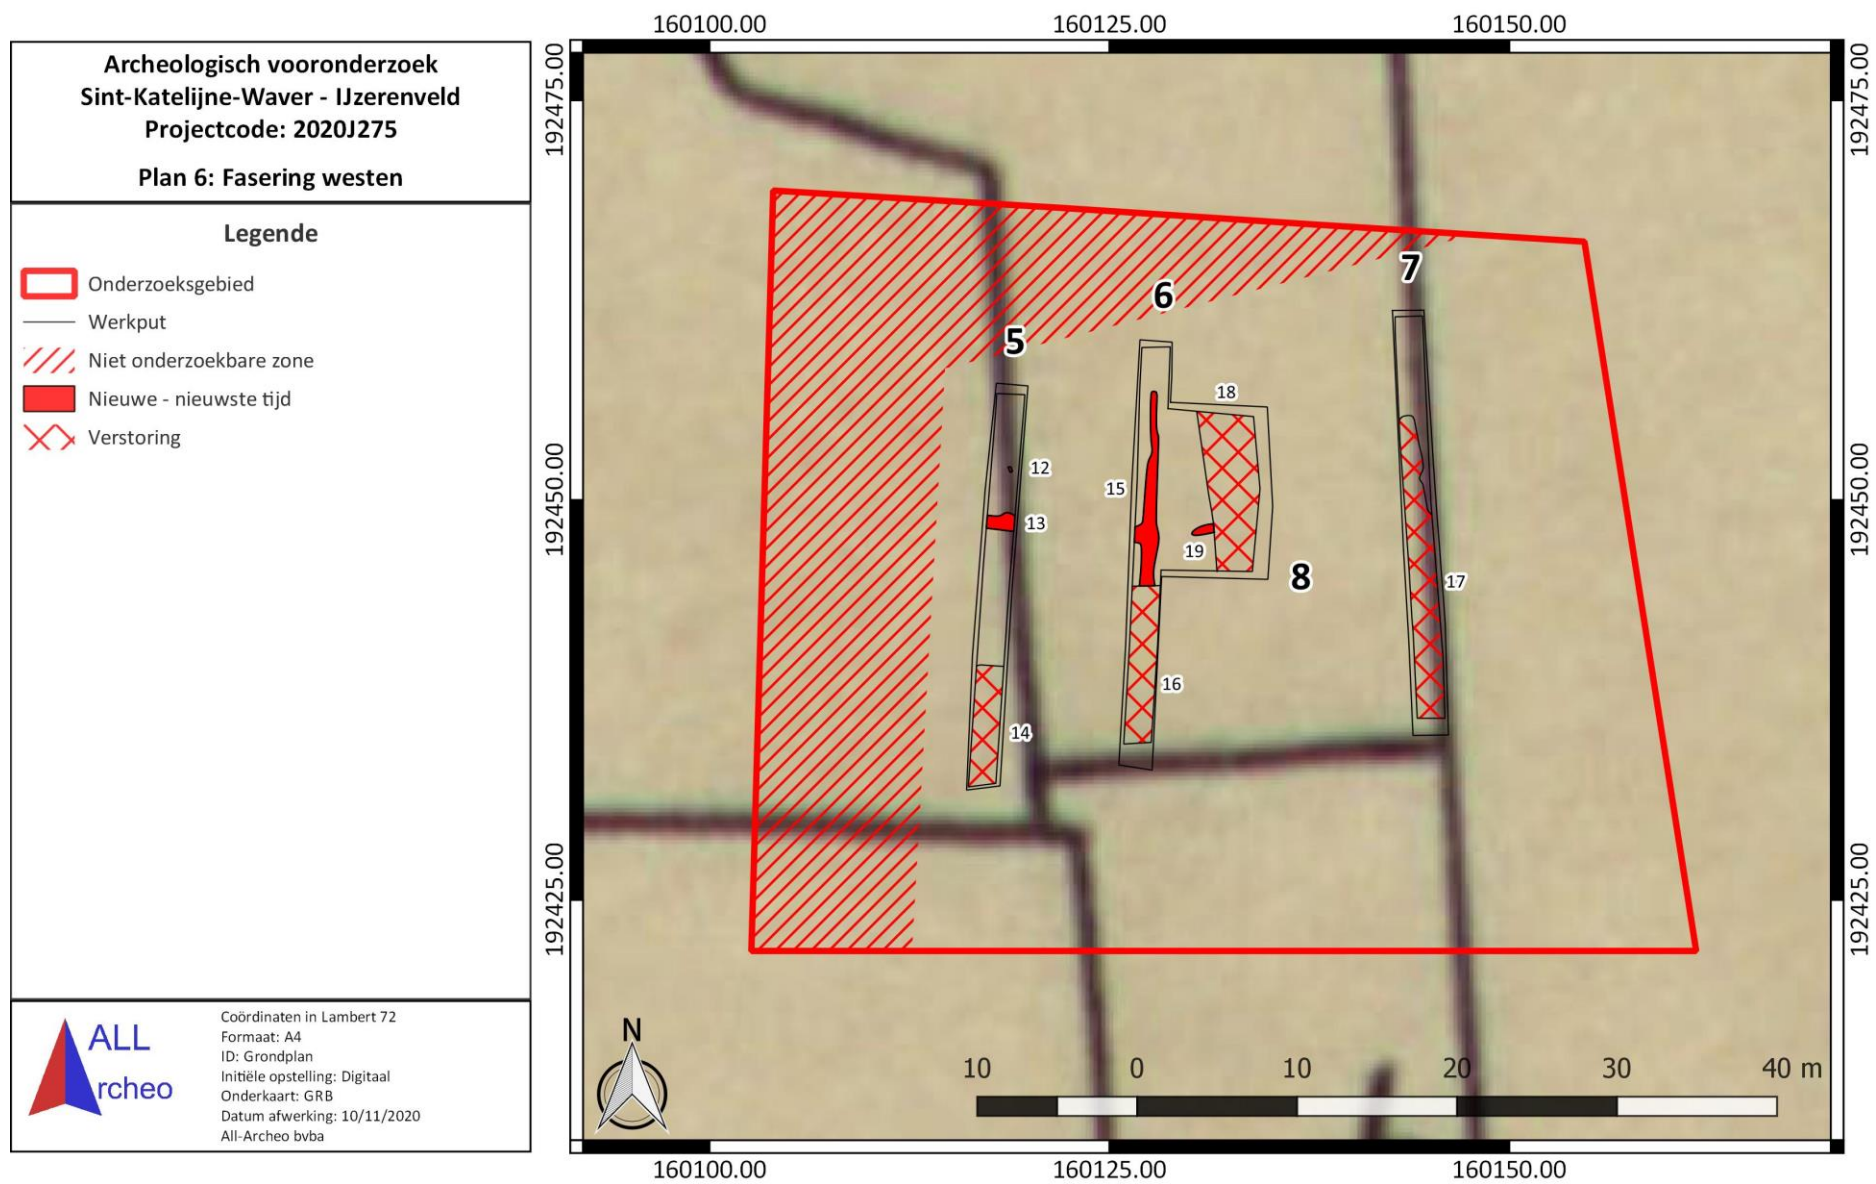 Archeologisch vooronderzoek
Sint-Katelijne-Waver - IJzerenveld
Projectcode: 2020J275
Plan 6: Fasering westen
Legende
Onderzoeksgebied
Werkput
Niet onderzoekbare zone
Nieuwe - nieuwste tijd
Verstoring
ALL
rcheo
Coördinaten in Lambert 72
Formaat: A4
ID: Grondplan
Initiële opstelling: Digitaal
Onderkaart: GRB
Datum afwerking: 10/11/2020
All-Archeo bvba
160100.00 160125.00 160150.00
192475.00 192475.00
7
6
5
18
12
15
192450.00 192450.00
13
19
8
17
16
14
192425.00 192425.00
N
10 0 10 20 30 40 m
160100.00 160125.00 160150.00